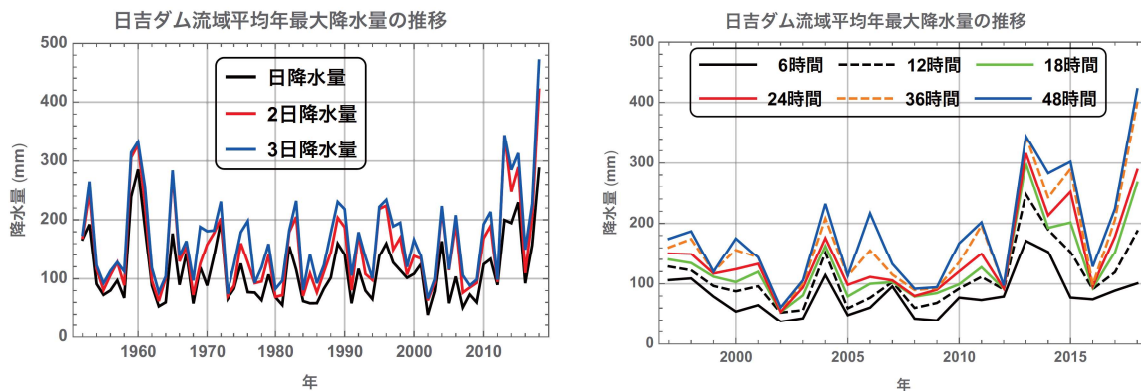 日吉ダム流域平均年最大降水量の推移
500
400
300
200
100
0
降水量 (mm)
日降水量
2日降水量
3日降水量
1960 1970 1980 1990 2000 2010
年
日吉ダム流域平均年最大降水量の推移
500
400
300
200
100
0
降水量 (mm)
6時間 12時間 18時間
24時間 36時間 48時間
2000 2005 2010 2015
年